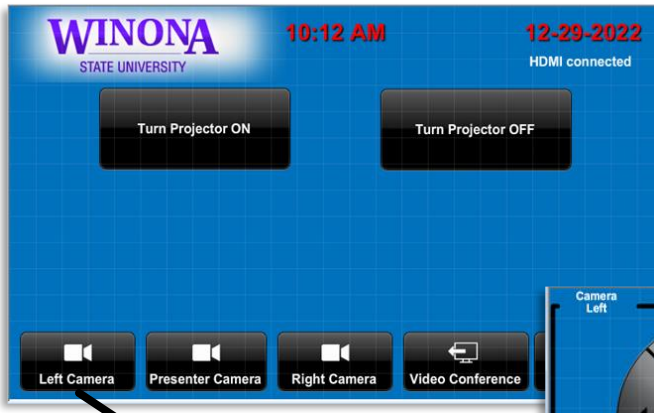 WINONA
STATE UNIVERSITY
10:12 AM
12-29-2022
HDMI connected
Turn Projector ON
Turn Projector OFF
Camera
Left
Left Camera
Presenter Camera
Right Camera
Video Conference